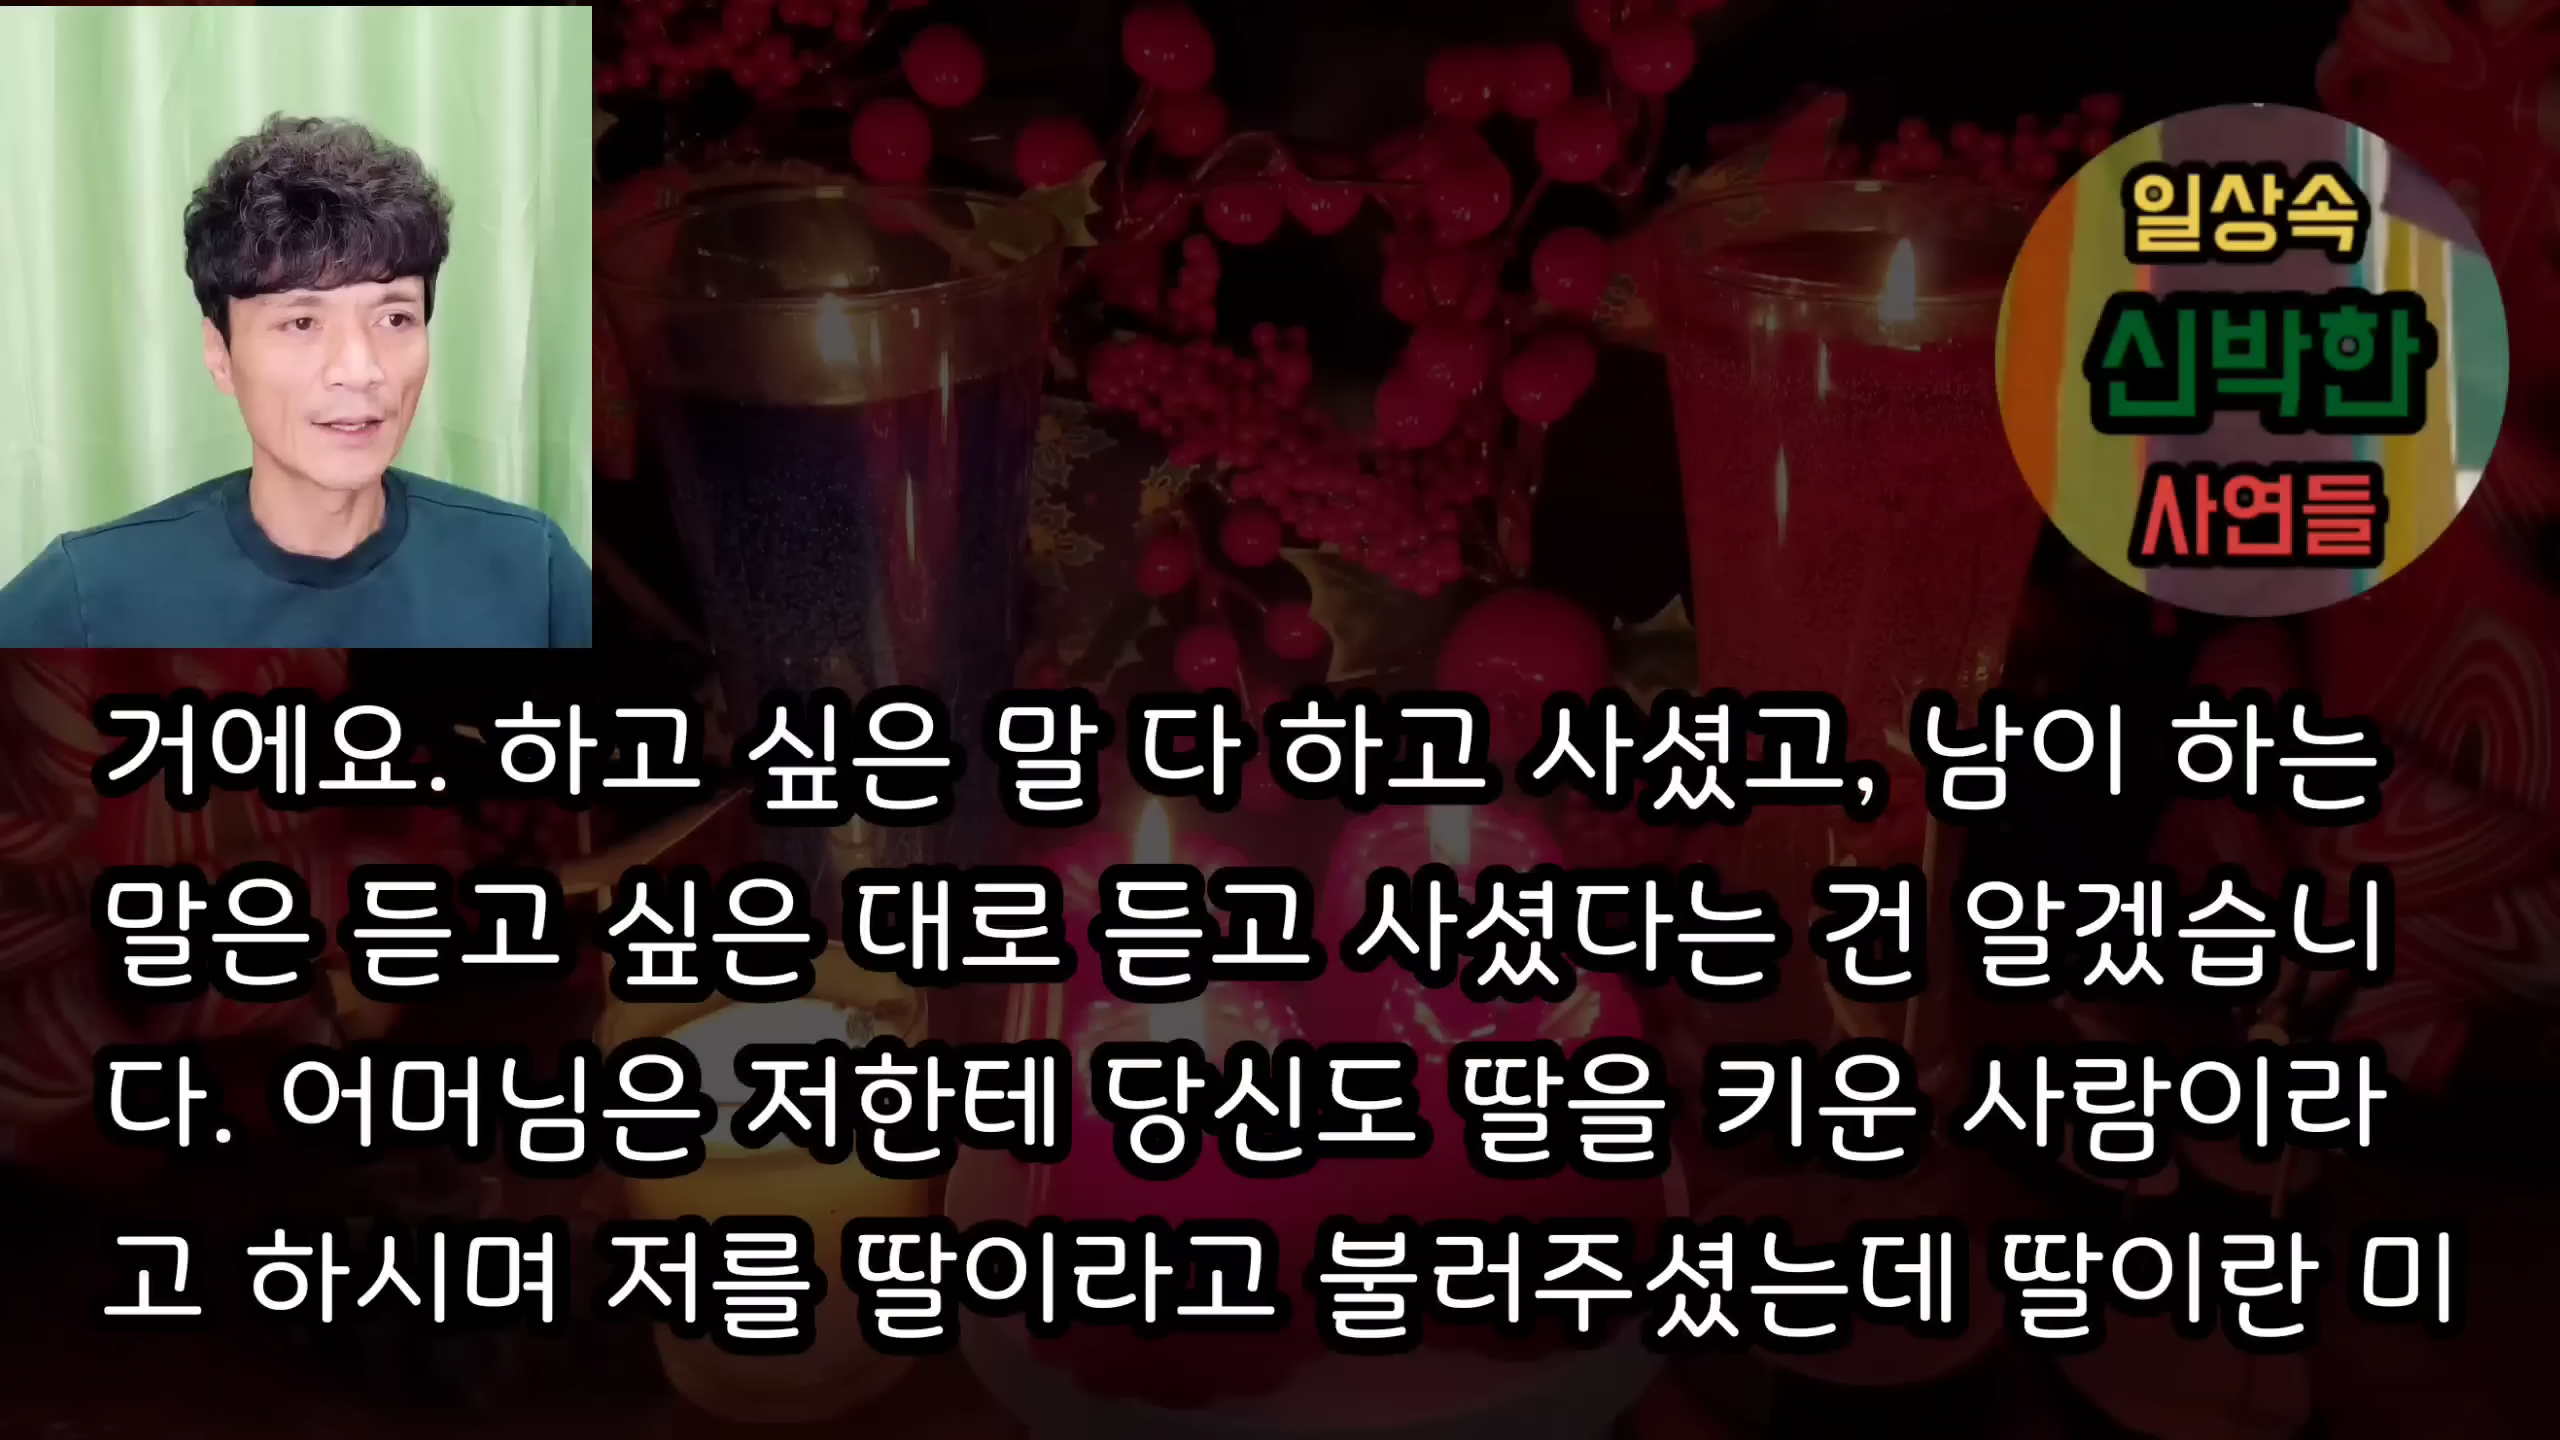 일상속
신박한
사연들
거에요. 하고 싶은 말 다 하고 사셨고, 남이 하는
말은 듣고 싶은 대로 듣고 사셨다는 건 알겠습니
다. 어머님은 저한테 당신도 딸을 키운 사람이라
고 하시며 저를 딸이라고 불러주셨는데 딸이란 미